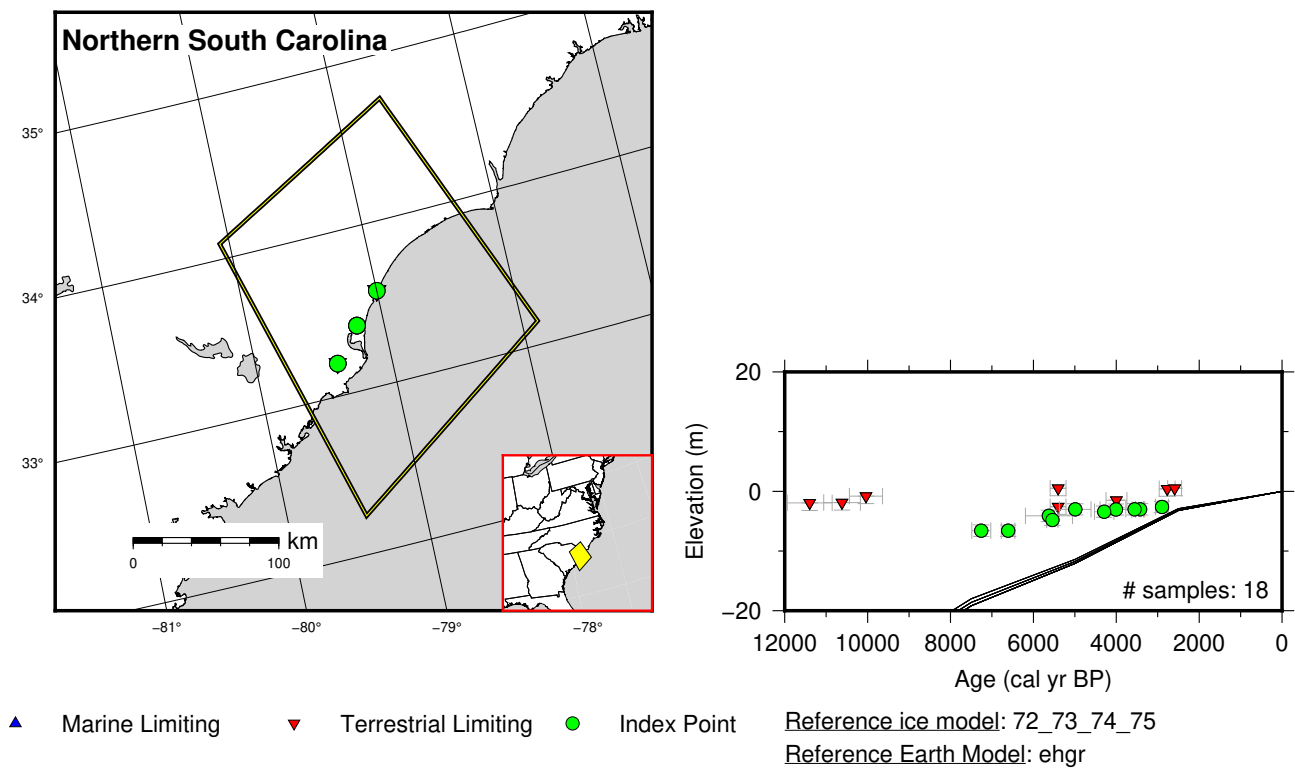 Northern South Carolina
35°
34°
33°
km
0 100
−81° −80° −79° −78°
20
0
−20
Elevation (m)
# samples: 18
12000 10000 8000 6000 4000 2000 0
Age (cal yr BP)
Marine Limiting Terrestrial Limiting Index Point
Reference ice model: 72_73_74_75
Reference Earth Model: ehgr